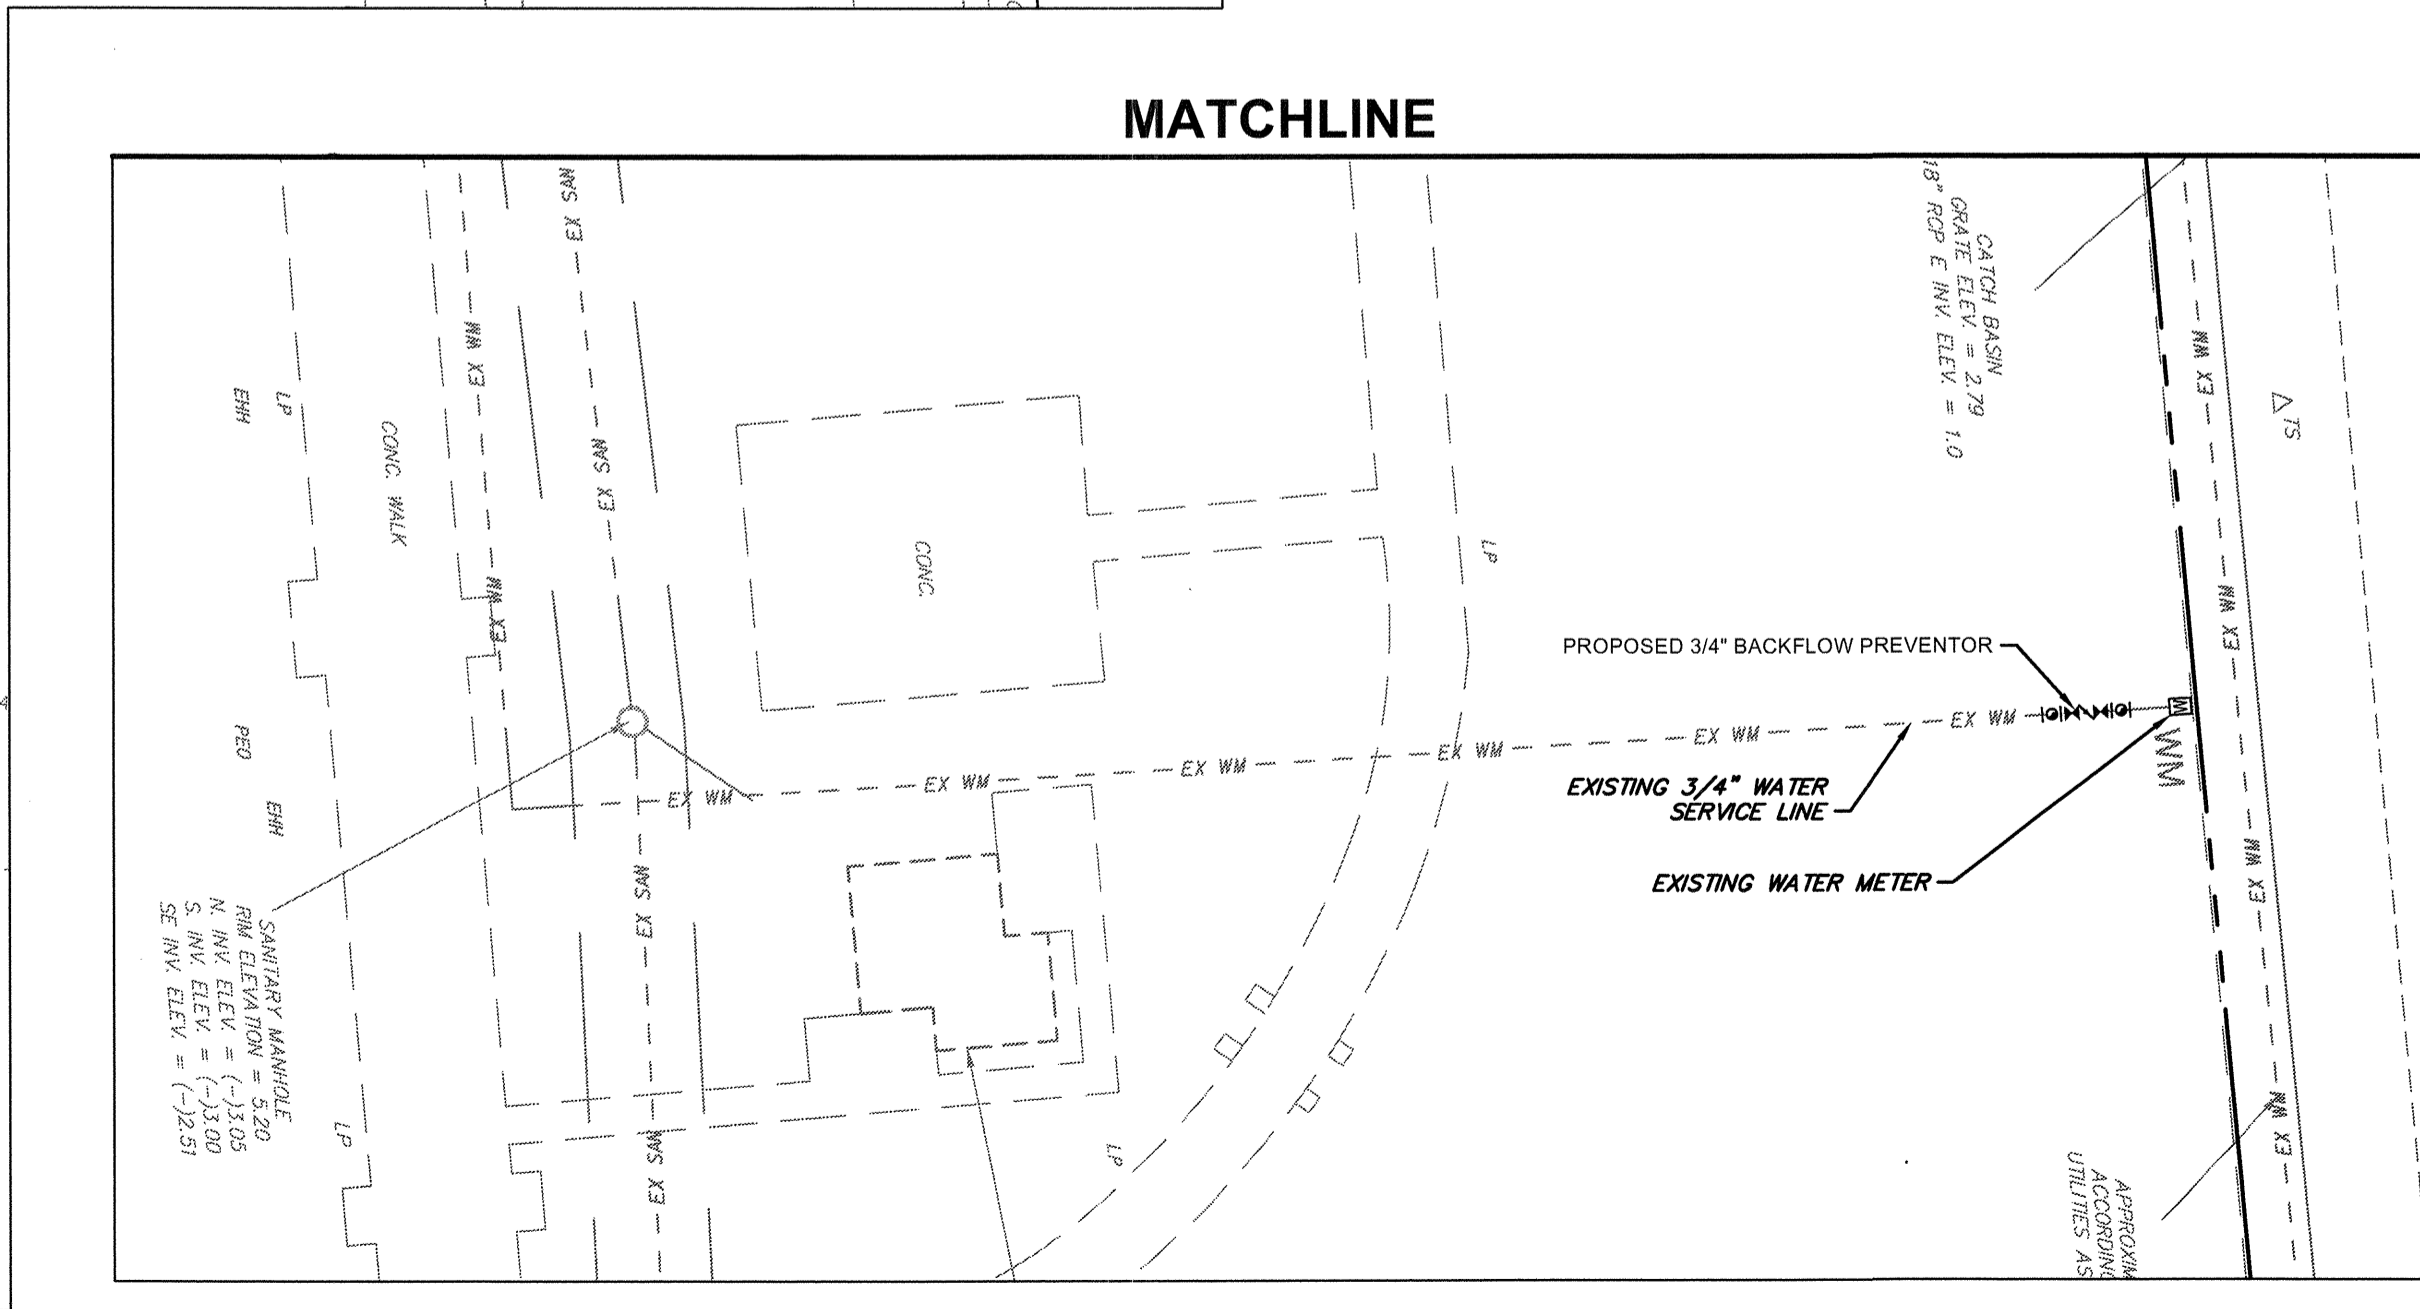 MATCHLINE
EX SAN
EX WM
EX SAN
EX WM
EHH
LP
CONC. WALK
CONC.
LP
CATCH BASIN
GRATE ELEV. = 2.79
18" RCP E INV. ELEV. = 1.0
EX WM
TS
EX WM
PROPOSED 3/4" BACKFLOW PREVENTOR
EX WM
EX WM
EX WM
EX WM
EX WM
EX WM
W
WM
EXISTING 3/4" WATER
SERVICE LINE
EXISTING WATER METER
EX WM
PED
EHH
EX SAN
SANITARY MANHOLE
RIM ELEVATION = 5.20
N. INV. ELEV. = (-)3.05
S. INV. ELEV. = (-)3.00
SE INV. ELEV. = (-)2.51
LP
EX SAN
LP
EX WM
APPROXIM
ACCORDING
UTILITIES AS